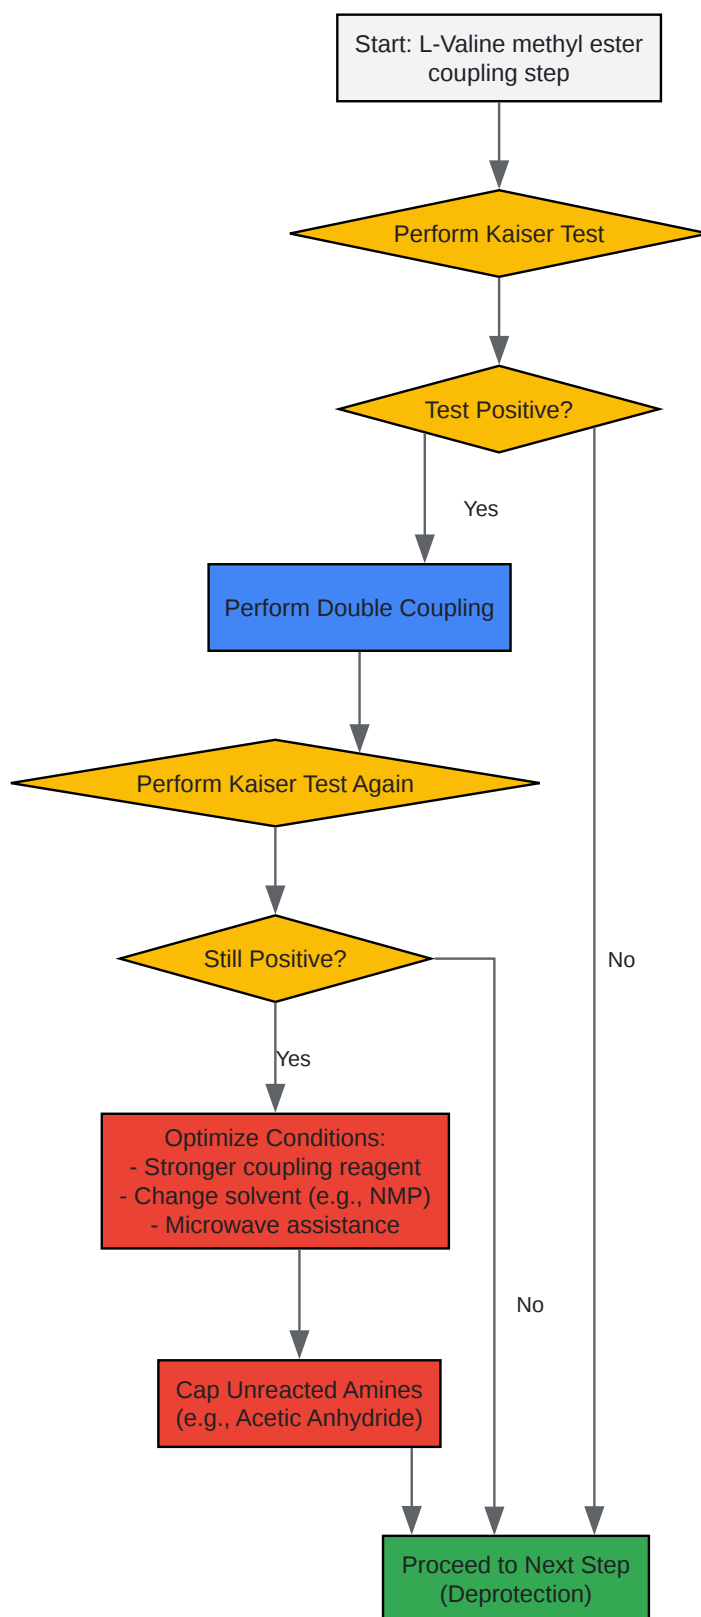 Start: L-Valine methyl ester
coupling step
Perform Kaiser Test
Test Positive?
Yes
Perform Double Coupling
Perform Kaiser Test Again
Still Positive?
No
Yes
Optimize Conditions:
- Stronger coupling reagent
- Change solvent (e.g., NMP)
- Microwave assistance
No
Cap Unreacted Amines
(e.g., Acetic Anhydride)
Proceed to Next Step
(Deprotection)